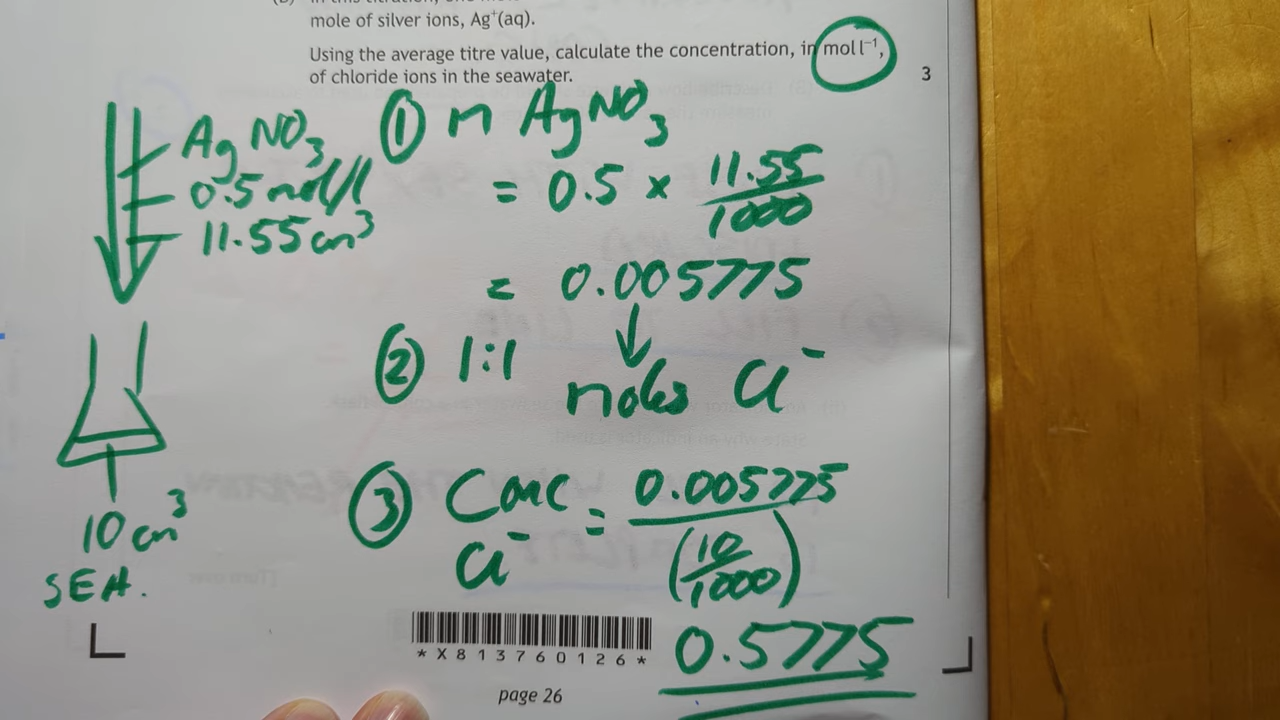 mole of silver ions, Ag⁺(aq).
Using the average titre value, calculate the concentration, in mol l⁻¹,
of chloride ions in the seawater.
3
AgNO₃
0.5 mol/l
11.55 cm³
10 cm³
SEA.
① n AgNO₃
= 0.5 × 11.55/1000
= 0.005775
② 1:1 moles Cl⁻
③ Conc Cl⁻ = 0.005775/(10/1000)
0.5775
*X813760126*
page 26